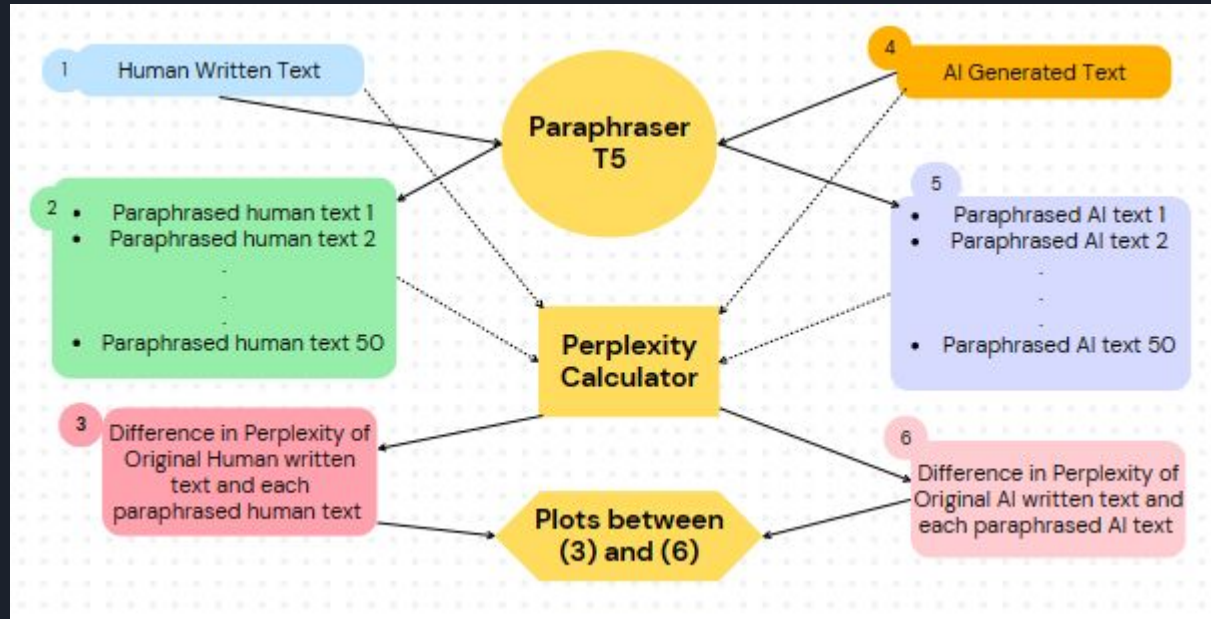 1
Human Written Text
4
AI Generated Text
Paraphraser
T5
2
• Paraphrased human text 1
• Paraphrased human text 2
.
.
.
• Paraphrased human text 50
5
• Paraphrased AI text 1
• Paraphrased AI text 2
.
.
.
• Paraphrased AI text 50
Perplexity
Calculator
3
Difference in Perplexity of
Original Human written
text and each
paraphrased human text
6
Difference in Perplexity of
Original AI written text and
each paraphrased AI text
Plots between
(3) and (6)